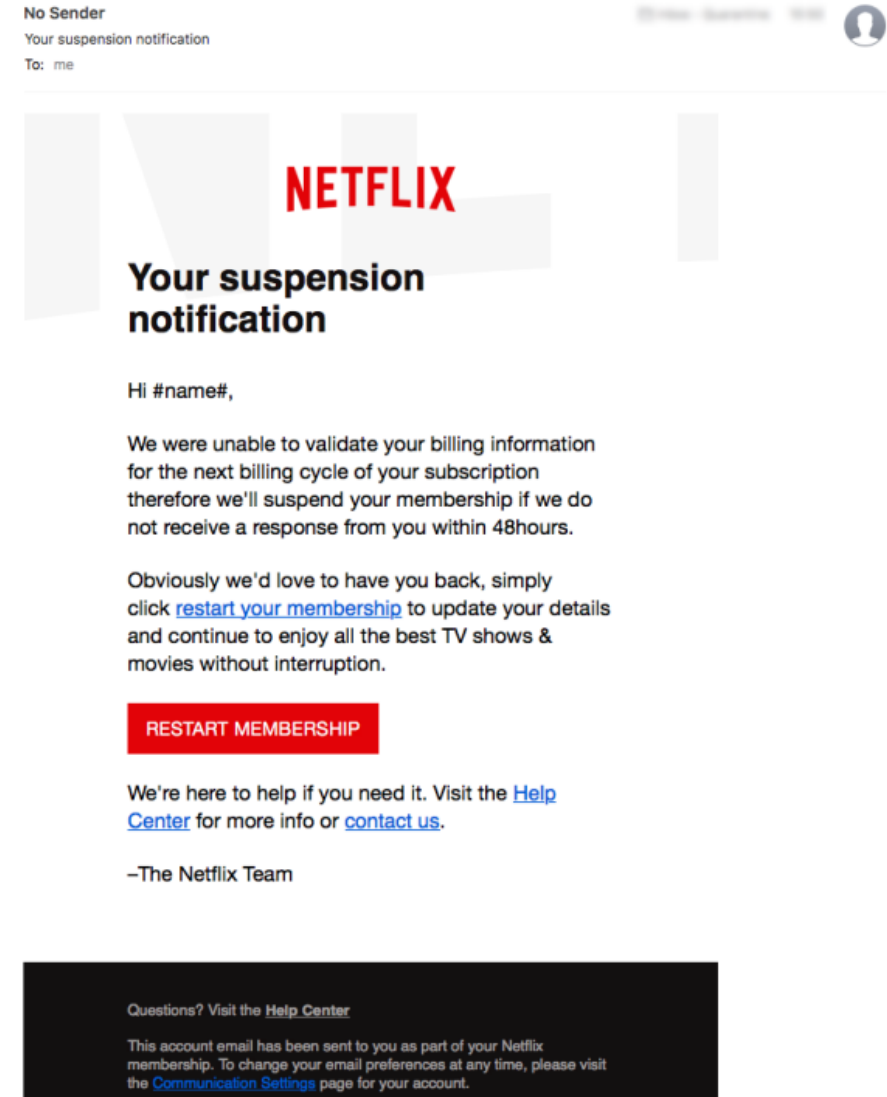 No Sender
Your suspension notification
To: me
NETFLIX
Your suspension
notification
Hi #name#,
We were unable to validate your billing information
for the next billing cycle of your subscription
therefore we'll suspend your membership if we do
not receive a response from you within 48hours.
Obviously we'd love to have you back, simply
click restart your membership to update your details
and continue to enjoy all the best TV shows &
movies without interruption.
RESTART MEMBERSHIP
We're here to help if you need it. Visit the Help
Center for more info or contact us.
–The Netflix Team
Questions? Visit the Help Center
This account email has been sent to you as part of your Netflix
membership. To change your email preferences at any time, please visit
the Communication Settings page for your account.